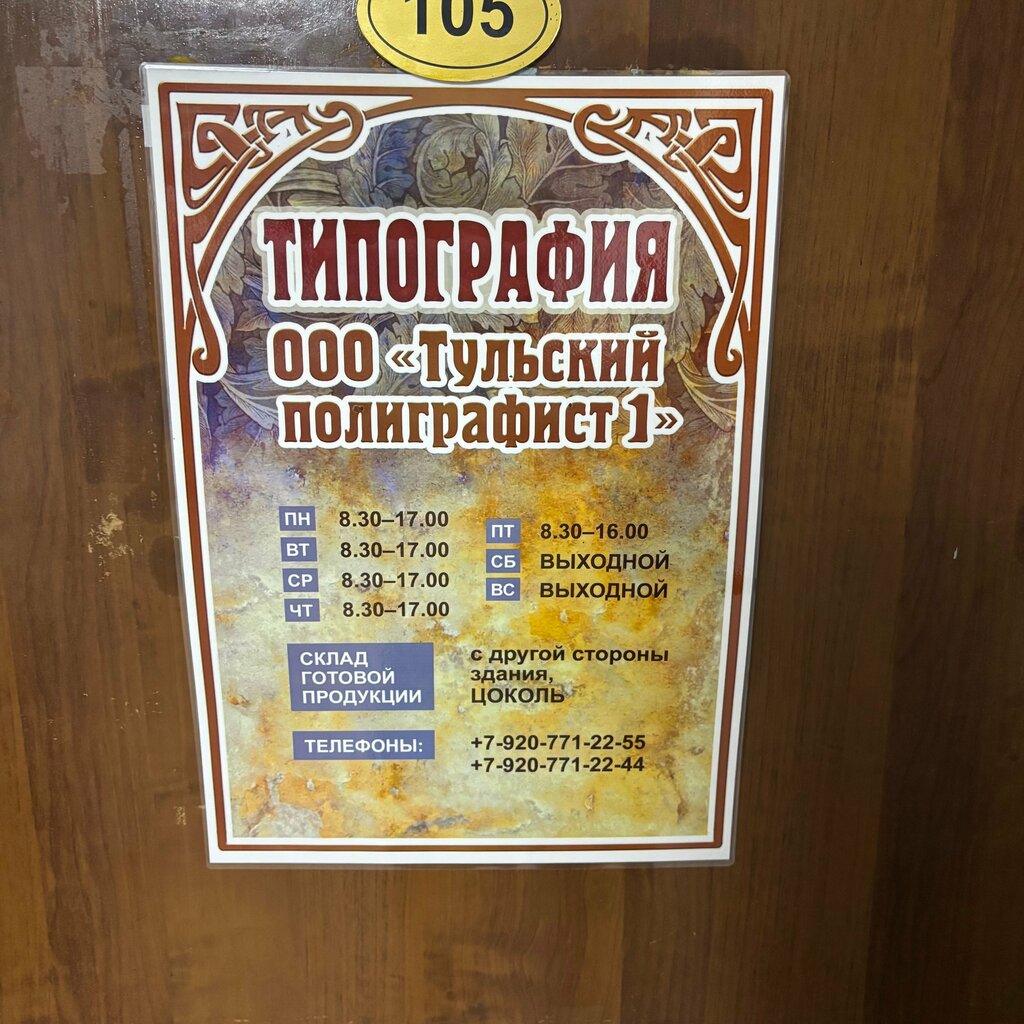 105
ТИПОГРАФИЯ
ООО «Тульский
полиграфист 1»
ПН 8.30–17.00
ВТ 8.30–17.00
СР 8.30–17.00
ЧТ 8.30–17.00
ПТ 8.30–16.00
СБ ВЫХОДНОЙ
ВС ВЫХОДНОЙ
СКЛАД
ГОТОВОЙ
ПРОДУКЦИИ
с другой стороны
здания,
ЦОКОЛЬ
ТЕЛЕФОНЫ:
+7-920-771-22-55
+7-920-771-22-44